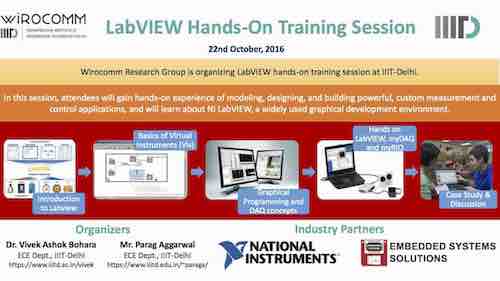 WiROCOMM
LabVIEW Hands-On Training Session
IIITD
22nd October, 2016
Wirocomm Research Group is organizing LabVIEW hands-on training session at IIIT-Delhi.
In this session, attendees will gain hands-on experience of modeling, designing, and building powerful, custom measurement and
control applications, and will learn about NI LabVIEW, a widely used graphical development environment.
Introduction
to Labview
Basics of Virtual
Instruments (VIs)
Graphical
Programming and
DAQ concepts
Hands on
LabVIEW, myDAQ
and myRIO
Case Study &
Discussion
Organizers
Industry Partners
Dr. Vivek Ashok Bohara
ECE Dept., IIIT-Delhi
https://www.iiitd.ac.in/vivek
Mr. Parag Aggarwal
ECE Dept., IIIT-Delhi
https://www.iiitd.edu.in/~paraga/
NATIONAL
INSTRUMENTS
EMBEDDED SYSTEMS
SOLUTIONS